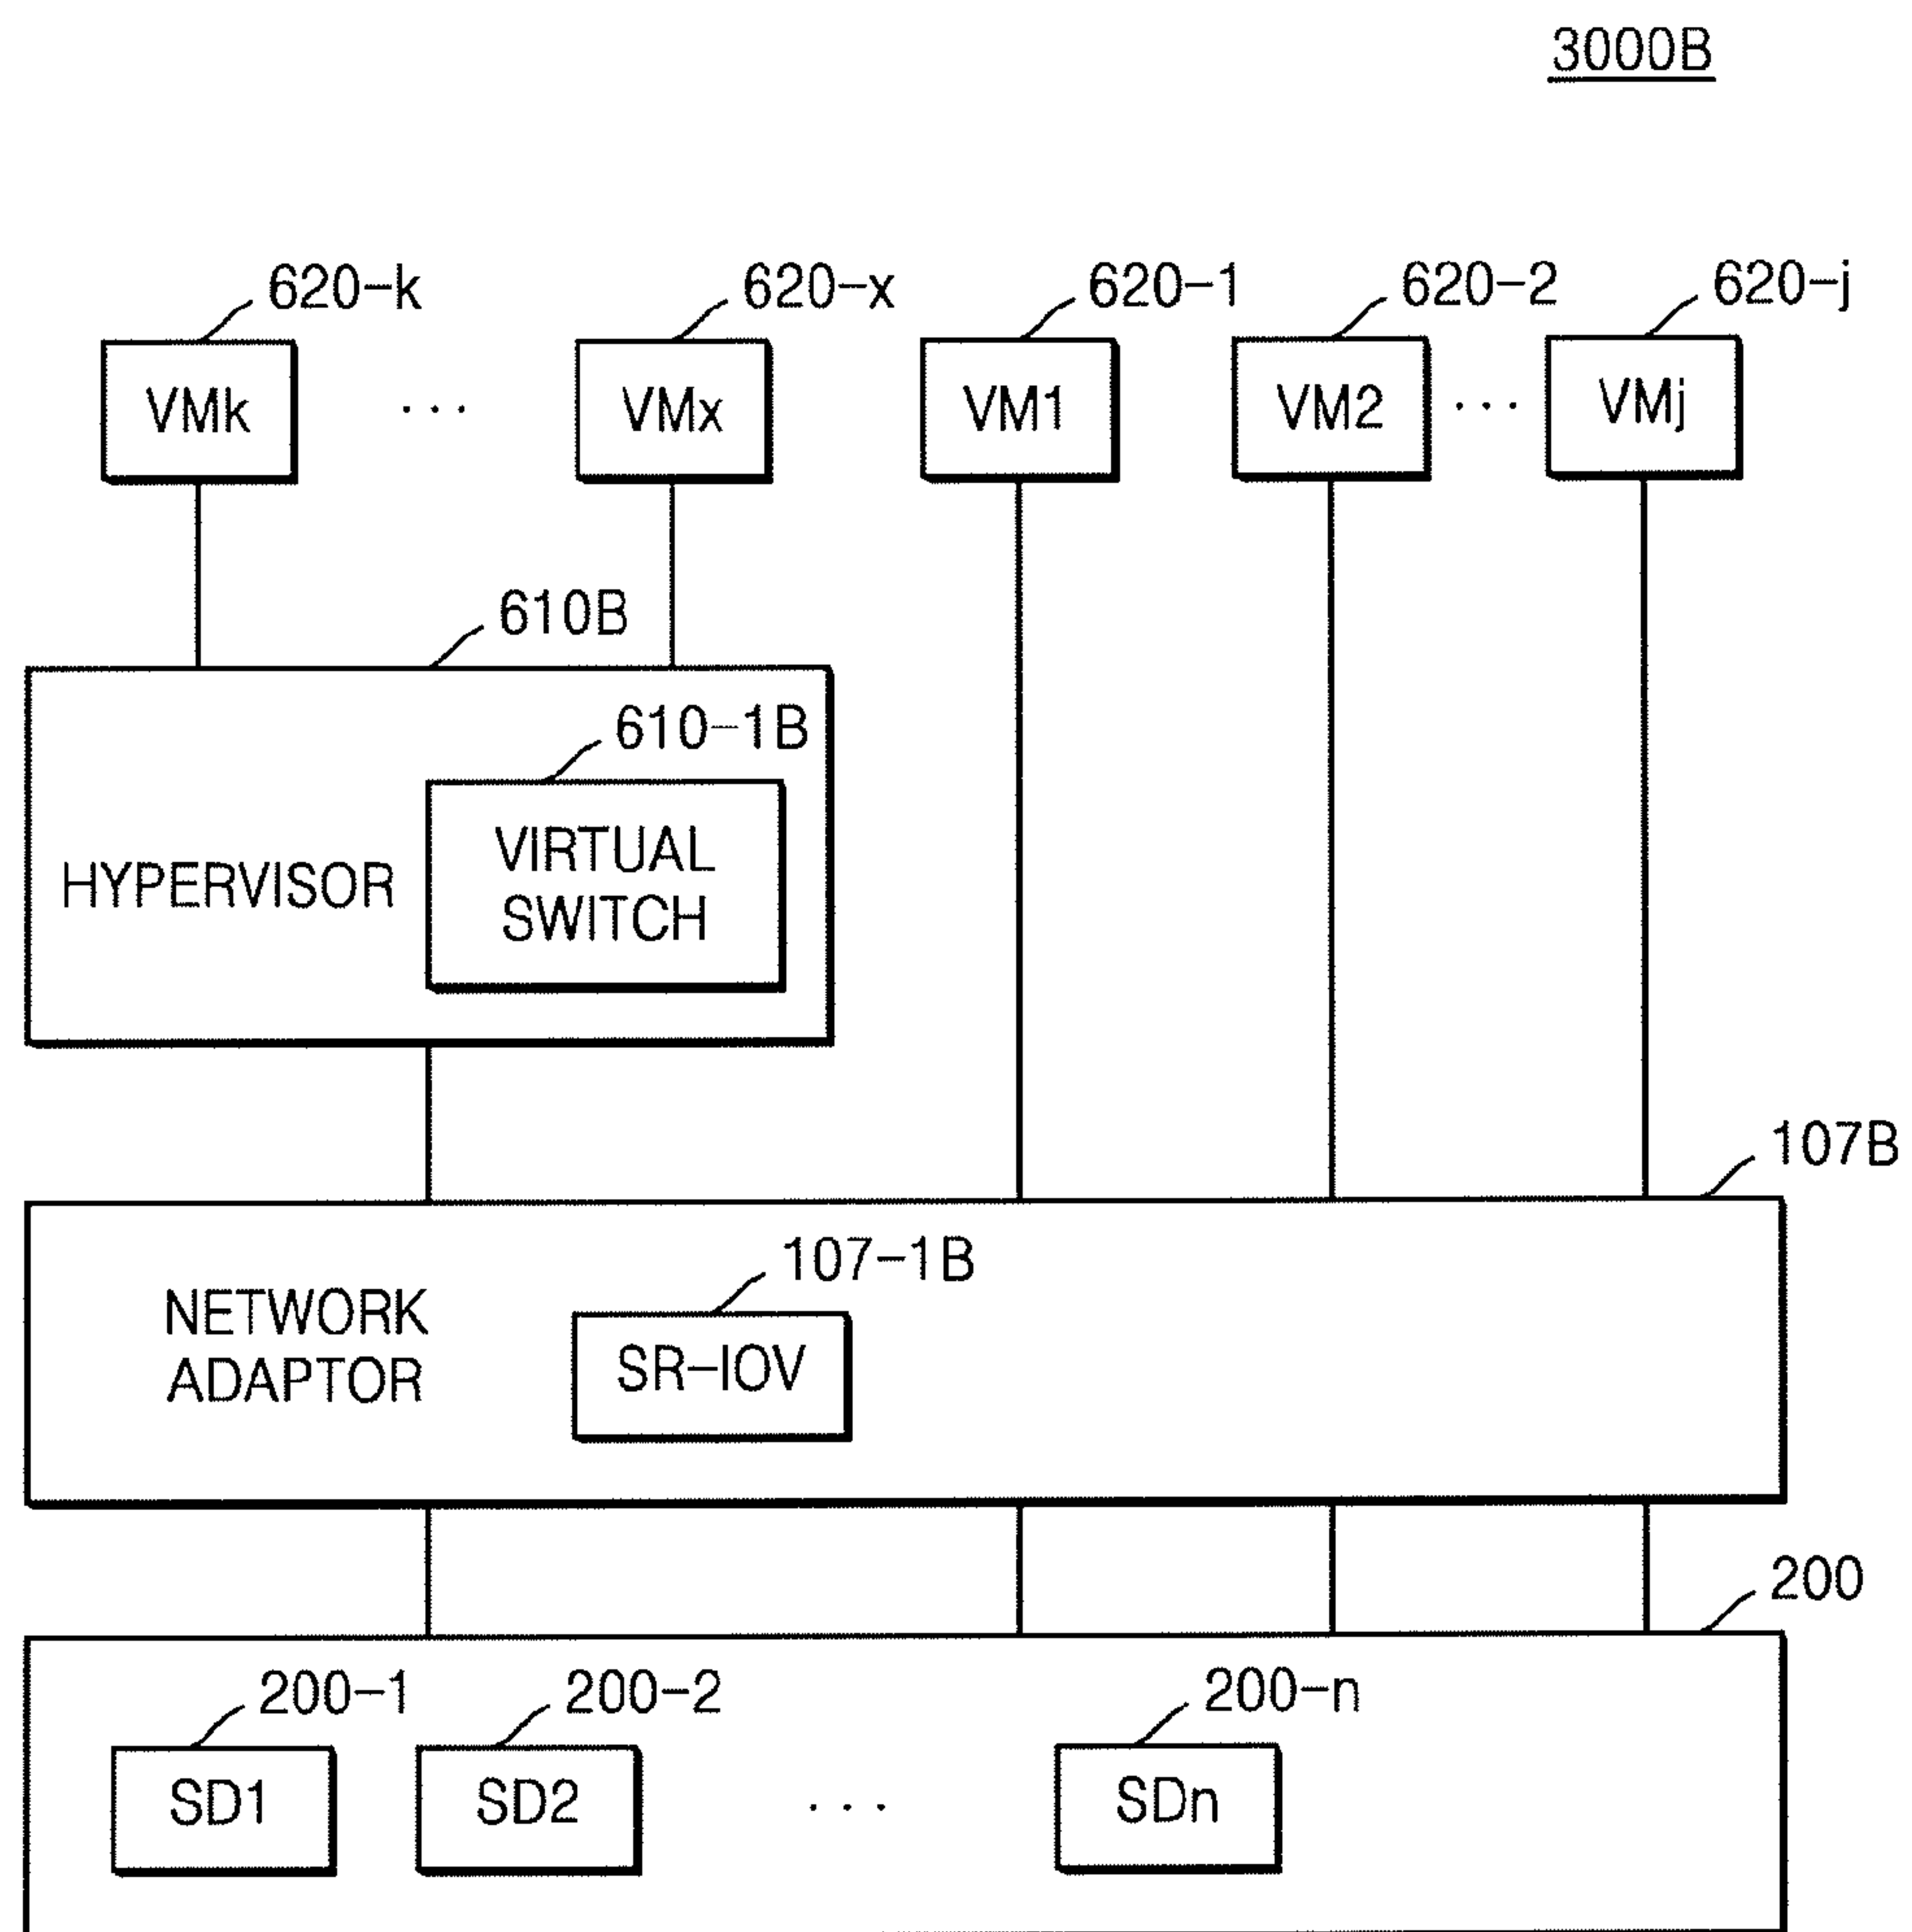 3000B
620-k
620-x
620-1
620-2
620-j
VMk
...
VMx
VM1
VM2
...
VMj
610B
610-1B
VIRTUAL
SWITCH
HYPERVISOR
107B
107-1B
NETWORK
ADAPTOR
SR-IOV
200
200-1
200-2
200-n
SD1
SD2
...
SDn